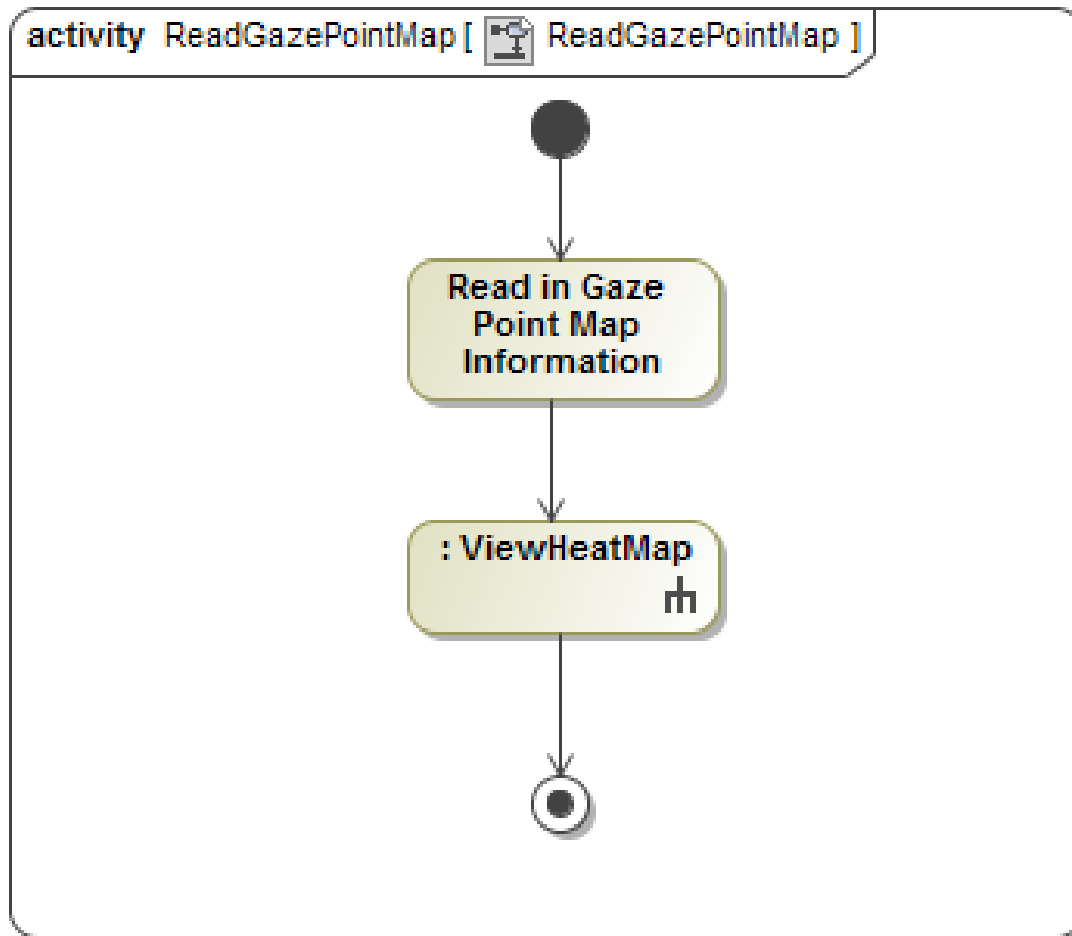 activity ReadGazePointMap [ ReadGazePointMap ]
Read in Gaze
Point Map
Information
: ViewHeatMap